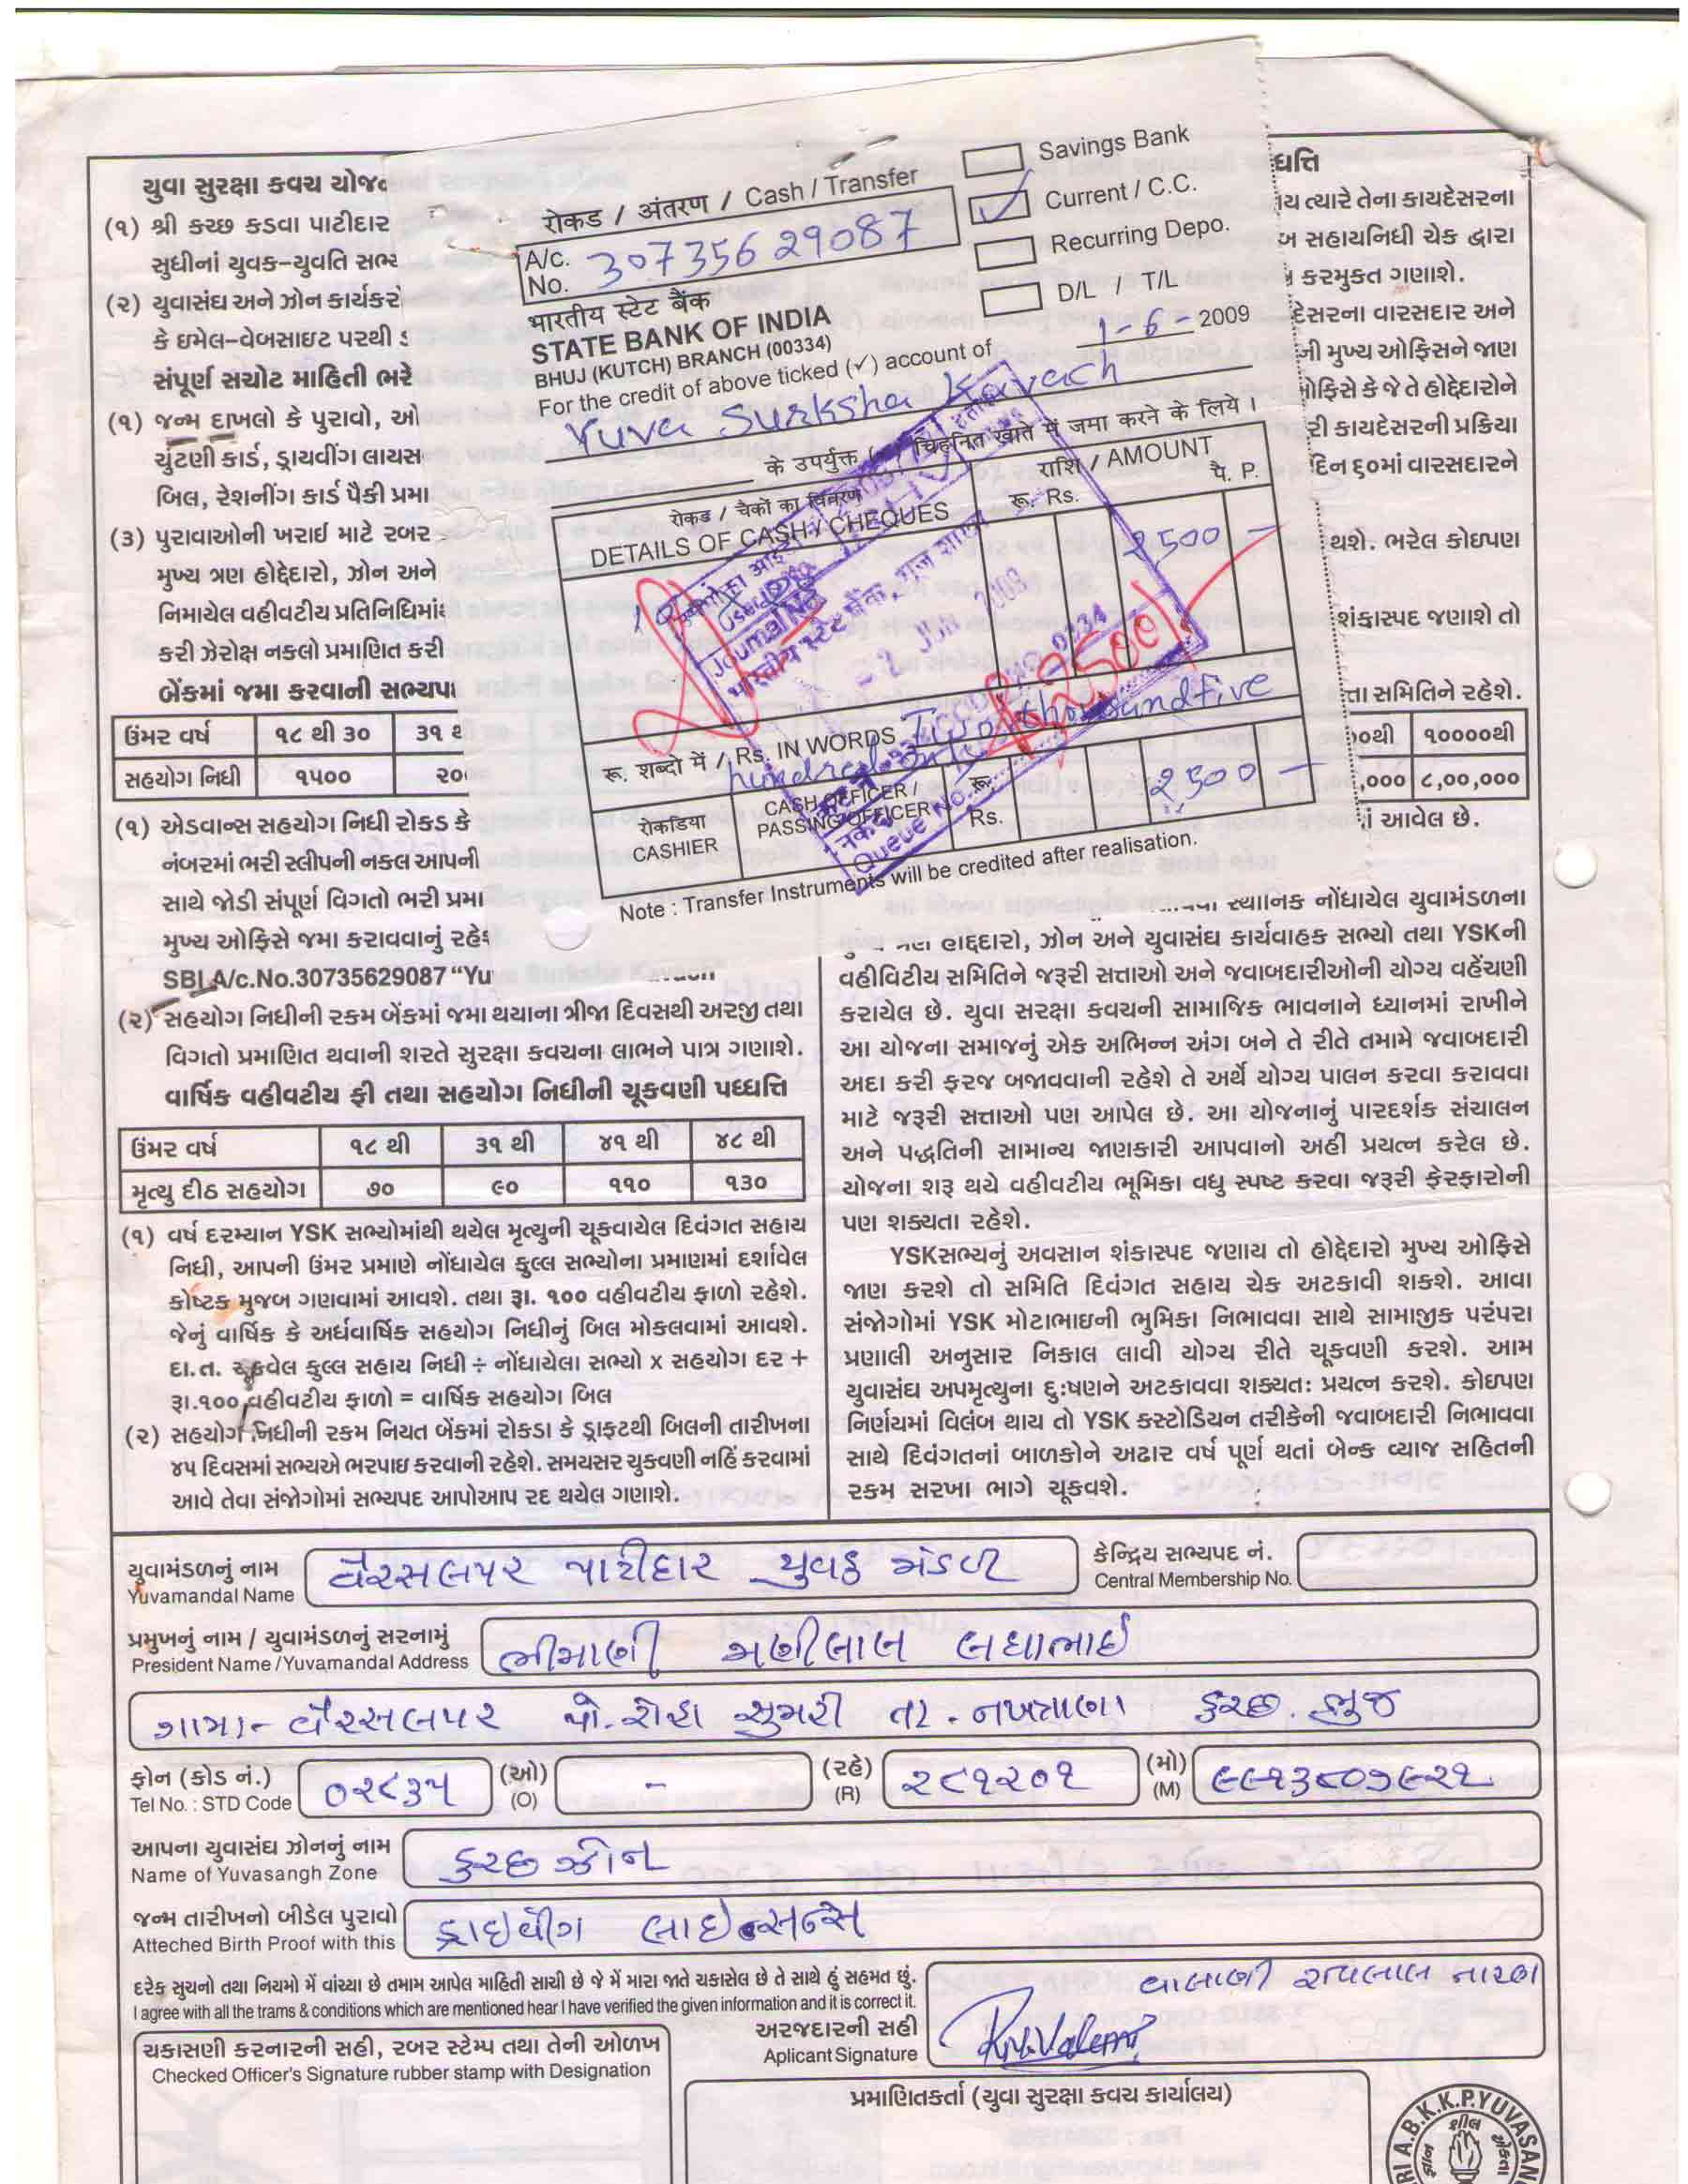 યુવા સુરક્ષા કવચ યોજ
(૧) શ્રી કચ્છ કડવા પાટીદાર
સુધીનાં યુવક-યુવતિ સભ્ય
(૨) યુવાસંઘ અને ઝોન કાર્યકરો
કે ઇમેલ-વેબસાઇટ પરથી
સંપૂર્ણ સચોટ માહિતી ભરે
(૧) જન્મ દાખલો કે પુરાવો, ઓ
ચુંટણી કાર્ડ, ડ્રાયવીંગ લાયસ
બિલ, રેશનીંગ કાર્ડ પૈકી પ્રમા
(૩) પુરાવાઓની ખરાઇ માટે રબર
મુખ્ય ત્રણ હોદ્દેદારો, ઝોન અને
નિમાયેલ વહીવટીય પ્રતિનિધિમાં
કરી ઝેરોક્ષ નકલો પ્રમાણિત કરી
બેંકમાં જમા કરવાની સભ્યપ
ઉંમર વર્ષ ૧૮ થી ૩૦ ૩૧
સહયોગ નિધી ૧૫૦૦ ૨૦
(૧) એડવાન્સ સહયોગ નિધી રોકડ કે
નંબરમાં ભરી સ્લીપની નકલ આપની
સાથે જોડી સંપૂર્ણ વિગતો ભરી પ્રમા
મુખ્ય ઓફિસે જમા કરાવવાનું રહે
SBI A/c.No.30735629087 “Yu
(૨) સહયોગ નિધીની રકમ બેંકમાં જમા થયાના ત્રીજા દિવસથી અરજી તથા
વિગતો પ્રમાણિત થવાની શરતે સુરક્ષા કવચના લાભને પાત્ર ગણાશે.
વાર્ષિક વહીવટીય ફી તથા સહયોગ નિધીની ચૂકવણી પધ્ધતિ
ઉંમર વર્ષ ૧૮ થી ૩૧ થી ૪૧ થી ૪૮ થી
મૃત્યુ દીઠ સહયોગ ૭૦ ૯૦ ૧૧૦ ૧૩૦
(૧) વર્ષ દરમ્યાન YSK સભ્યોમાંથી થયેલ મૃત્યુની ચૂકવાયેલ દિવંગત સહાય
નિધી, આપની ઉંમર પ્રમાણે નોંધાયેલ કુલ્લ સભ્યોના પ્રમાણમાં દર્શાવેલ
કોષ્ટક મુજબ ગણવામાં આવશે. તથા રૂા. ૧૦૦ વહીવટીય ફાળો રહેશે.
જેનું વાર્ષિક કે અર્ધવાર્ષિક સહયોગ નિધીનું બિલ મોકલવામાં આવશે.
દા.ત. ચૂકવેલ કુલ્લ સહાય નિધી ÷ નોંધાયેલા સભ્યો x સહયોગ દર +
રૂા.૧૦૦ વહીવટીય ફાળો = વાર્ષિક સહયોગ બિલ
(૨) સહયોગ નિધીની રકમ નિયત બેંકમાં રોકડા કે ડ્રાફ્ટથી બિલની તારીખના
૪૫ દિવસમાં સભ્યએ ભરપાઇ કરવાની રહેશે. સમયસર ચુકવણી નહિં કરવામાં
આવે તેવા સંજોગોમાં સભ્યપદ આપોઆપ રદ થયેલ ગણાશે.
रोकड / अंतरण / Cash / Transfer
A/c. No. 30735629087
Savings Bank
✓ Current / C.C.
Recurring Depo.
D/L / T/L
भारतीय स्टेट बैंक
STATE BANK OF INDIA
BHUJ (KUTCH) BRANCH (00334)
1-6-2009
For the credit of above ticked (✓) account of
Yuva Surksha Kavach
के उपर्युक्त चिहनित खाते में जमा करने के लिये ।
रोकड / चैकों का विवरण
DETAILS OF CASH / CHEQUES
राशि / AMOUNT
रू. Rs. पै. P.
2,500 —
2500/
रू. शब्दो में / Rs. IN WORDS Two thousand five
hundred only
रोकडिया
CASHIER
CASH OFFICER /
PASSING OFFICER
रू.
Rs.
2,500 —
Journal No.
Queue No.
Note : Transfer Instruments will be credited after realisation.
ધ્ધતિ
ય ત્યારે તેના કાયદેસરના
સહાયનિધી ચેક દ્વારા
કરમુકત ગણાશે.
દેસરના વારસદાર અને
ની મુખ્ય ઓફિસને જાણ
ઓફિસે કે જે તે હોદ્દેદારોને
રી કાયદેસરની પ્રક્રિયા
દિન ૬૦માં વારસદારને
થશે. ભરેલ કોઇપણ
શંકાસ્પદ જણાશે તો
તા સમિતિને રહેશે.
૦૦થી ૧૦૦૦૦થી
,૦૦૦ ૮,૦૦,૦૦૦
આવેલ છે.
સ્થાનિક નોંધાયેલ યુવામંડળના
હોદ્દેદારો, ઝોન અને યુવાસંઘ કાર્યવાહક સભ્યો તથા YSKની
વહીવિટીય સમિતિને જરૂરી સત્તાઓ અને જવાબદારીઓની યોગ્ય વહેંચણી
કરાયેલ છે. યુવા સરક્ષા કવચની સામાજિક ભાવનાને ધ્યાનમાં રાખીને
આ યોજના સમાજનું એક અભિન્ન અંગ બને તે રીતે તમામે જવાબદારી
અદા કરી ફરજ બજાવવાની રહેશે તે અર્થે યોગ્ય પાલન કરવા કરાવવા
માટે જરૂરી સત્તાઓ પણ આપેલ છે. આ યોજનાનું પારદર્શક સંચાલન
અને પદ્ધતિની સામાન્ય જાણકારી આપવાનો અહીં પ્રયત્ન કરેલ છે.
યોજના શરૂ થયે વહીવટીય ભૂમિકા વધુ સ્પષ્ટ કરવા જરૂરી ફેરફારોની
પણ શક્યતા રહેશે.
YSKસભ્યનું અવસાન શંકાસ્પદ જણાય તો હોદ્દેદારો મુખ્ય ઓફિસે
જાણ કરશે તો સમિતિ દિવંગત સહાય ચેક અટકાવી શકશે. આવા
સંજોગોમાં YSK મોટાભાઇની ભુમિકા નિભાવવા સાથે સામાજીક પરંપરા
પ્રણાલી અનુસાર નિકાલ લાવી યોગ્ય રીતે ચૂકવણી કરશે. આમ
યુવાસંઘ અપમૃત્યુના દુઃષણને અટકાવવા શક્યતઃ પ્રયત્ન કરશે. કોઇપણ
નિર્ણયમાં વિલંબ થાય તો YSK કસ્ટોડિયન તરીકેની જવાબદારી નિભાવવા
સાથે દિવંગતનાં બાળકોને અઢાર વર્ષ પૂર્ણ થતાં બેન્ક વ્યાજ સહિતની
રકમ સરખા ભાગે ચૂકવશે.
યુવામંડળનું નામ વૈરસલપર પાટીદાર યુવક મંડળ કેન્દ્રિય સભ્યપદ નં.
Yuvamandal Name Central Membership No.
પ્રમુખનું નામ / યુવામંડળનું સરનામું ભીમાણી મણીલાલ લધાભાઈ
President Name / Yuvamandal Address
ગામ- વૈરસલપર પો. રોહા સુમરી તા. નખત્રાણા કચ્છ. ભુજ
ફોન (કોડ નં.) ૦૨૮૩૫ (ઓ) - (રહે) ૨૮૧૨૦૧ (મો) ૯૯૧૩૮૦૭૯૨૧
Tel No. : STD Code (O) (R) (M)
આપના યુવાસંઘ ઝોનનું નામ કચ્છ ઝોન
Name of Yuvasangh Zone
જન્મ તારીખનો બીડેલ પુરાવો ડ્રાઇવીંગ લાઇસન્સ
Atteched Birth Proof with this
દરેક સુચનો તથા નિયમો મેં વાંચ્યા છે તમામ આપેલ માહિતી સાચી છે જે મેં મારા જાતે ચકાસેલ છે તે સાથે હું સહમત છું.
I agree with all the trams & conditions which are mentioned hear I have verified the given information and it is correct it.
વાલાણી રતીલાલ નારણ
અરજદારની સહી
Aplicant Signature
R.N.Valani
ચકાસણી કરનારની સહી, રબર સ્ટેમ્પ તથા તેની ઓળખ
Checked Officer's Signature rubber stamp with Designation
પ્રમાણિતકર્તા (યુવા સુરક્ષા કવચ કાર્યાલય)
A.B.K.K.P.YUVASAN
શીલ